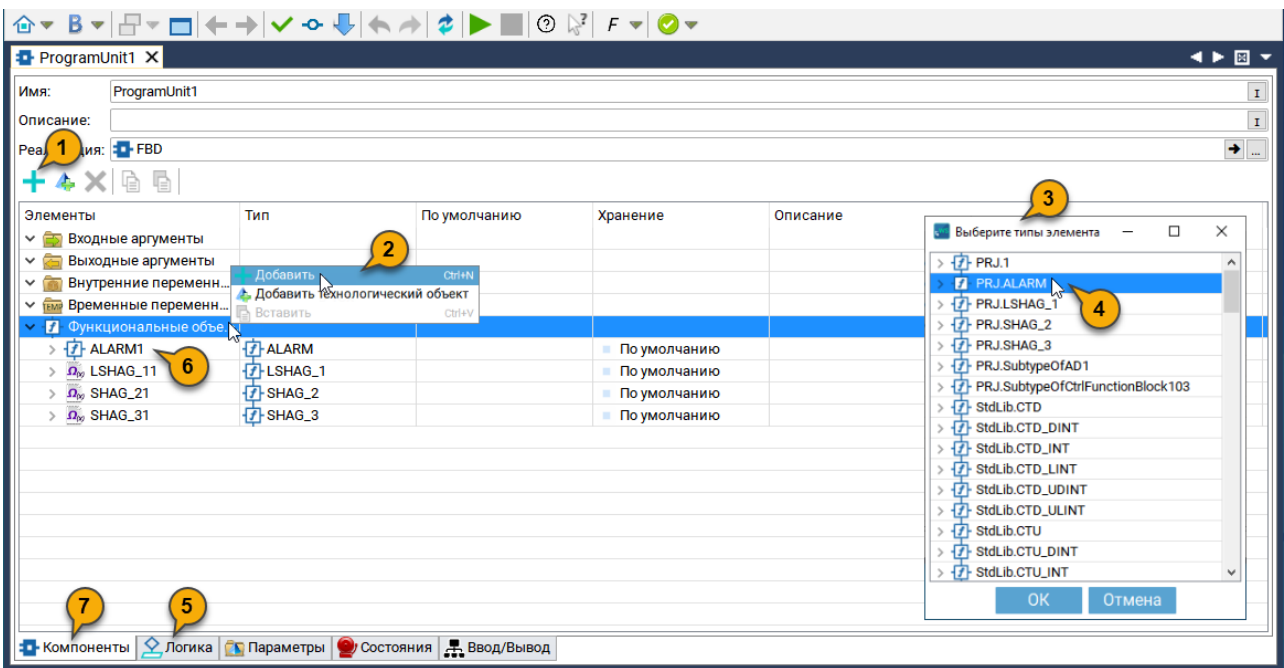 B F
ProgramUnit1
Имя: ProgramUnit1 I
Описание: I
1
FBD ...
Элементы Тип По умолчанию Хранение Описание
Входные аргументы
Выходные аргументы
Внутренние переменн...
TEMP Временные переменн...
Функциональные объе...
2
Добавить Ctrl+N
Добавить технологический объект
Вставить Ctrl+V
ALARM1 ALARM По умолчанию
6
LSHAG_11 LSHAG_1 По умолчанию
SHAG_21 SHAG_2 По умолчанию
SHAG_31 SHAG_3 По умолчанию
3
Выберите типы элемента
PRJ.1
PRJ.ALARM
PRJ.LSHAG_1
4
PRJ.SHAG_2
PRJ.SHAG_3
PRJ.SubtypeOfAD1
PRJ.SubtypeOfCtrlFunctionBlock103
StdLib.CTD
StdLib.CTD_DINT
StdLib.CTD_INT
StdLib.CTD_LINT
StdLib.CTD_UDINT
StdLib.CTD_ULINT
StdLib.CTU
StdLib.CTU_DINT
StdLib.CTU_INT
OK Отмена
7 5
Компоненты Логика Параметры Состояния Ввод/Вывод